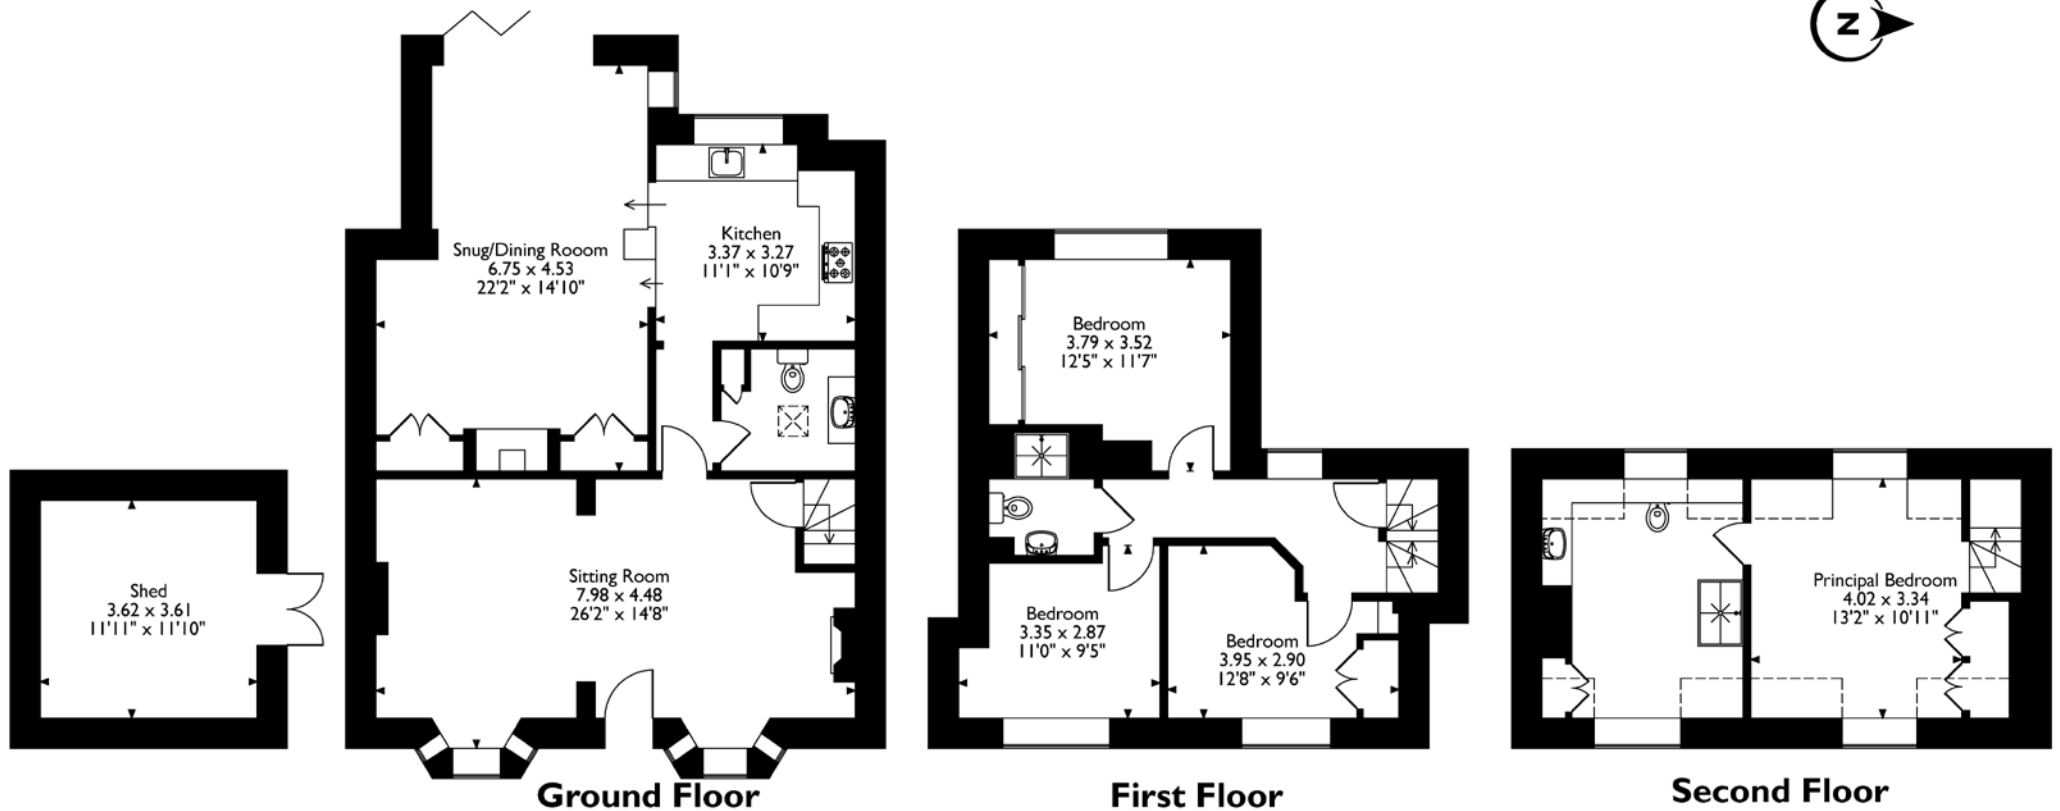 N
Snug/Dining Rooom
6.75 x 4.53
22'2" x 14'10"
Kitchen
3.37 x 3.27
11'1" x 10'9"
Shed
3.62 x 3.61
11'11" x 11'10"
Sitting Room
7.98 x 4.48
26'2" x 14'8"
Ground Floor
Bedroom
3.79 x 3.52
12'5" x 11'7"
Bedroom
3.35 x 2.87
11'0" x 9'5"
Bedroom
3.95 x 2.90
12'8" x 9'6"
First Floor
Principal Bedroom
4.02 x 3.34
13'2" x 10'11"
Second Floor